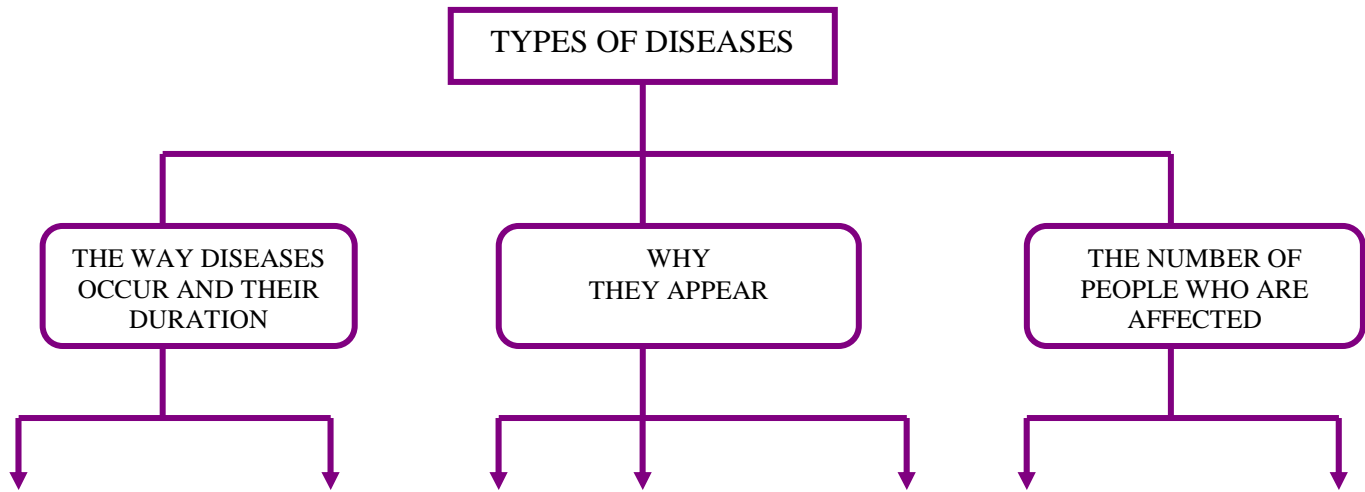 TYPES OF DISEASES
THE WAY DISEASES
OCCUR AND THEIR
DURATION
WHY
THEY APPEAR
THE NUMBER OF
PEOPLE WHO ARE
AFFECTED